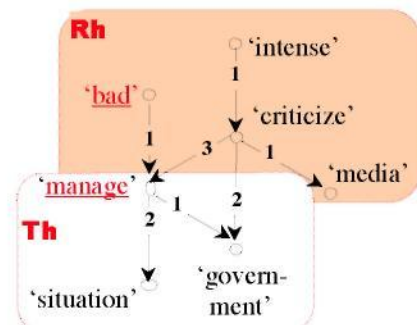 Rh
‘intense’
1
‘bad’
‘criticize’
1
3
1
‘manage’
‘media’
2
1
2
Th
‘govern-
ment’
‘situation’